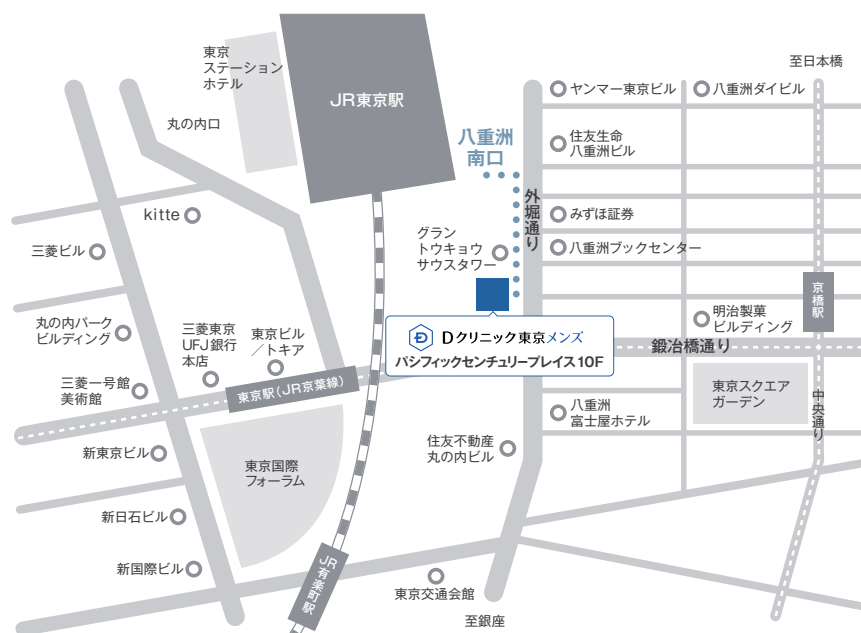 東京
ステーション
ホテル
JR東京駅
丸の内口
八重洲
南口
至日本橋
ヤンマー東京ビル
八重洲ダイビル
住友生命
八重洲ビル
外堀通り
みずほ証券
八重洲ブックセンター
kitte
三菱ビル
グラン
トウキョウ
サウスタワー
京橋駅
丸の内パーク
ビルディング
三菱東京
UFJ銀行
本店
東京ビル
/トキア
明治製菓
ビルディング
Dクリニック東京メンズ
パシフィックセンチュリープレイス10F
鍛冶橋通り
三菱一号館
美術館
東京駅(JR京葉線)
東京スクエア
ガーデン
中央通り
八重洲
富士屋ホテル
新東京ビル
東京国際
フォーラム
住友不動産
丸の内ビル
新日石ビル
新国際ビル
JR有楽町駅
東京交通会館
至銀座